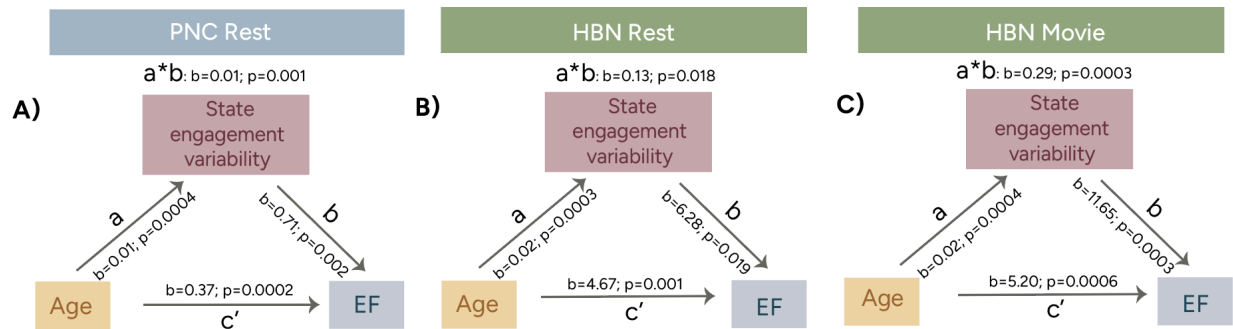 PNC Rest
a*b: b=0.01; p=0.001
A)
State
engagement
variability
a
b=0.01; p=0.0004
b
b=0.71; p=0.002
Age
b=0.37; p=0.0002
c′
EF
HBN Rest
a*b: b=0.13; p=0.018
B)
State
engagement
variability
a
b=0.02; p=0.0003
b
b=6.28; p=0.019
Age
b=4.67; p=0.001
c′
EF
HBN Movie
a*b: b=0.29; p=0.0003
C)
State
engagement
variability
a
b=0.02; p=0.0004
b
b=11.65; p=0.0003
Age
b=5.20; p=0.0006
c′
EF